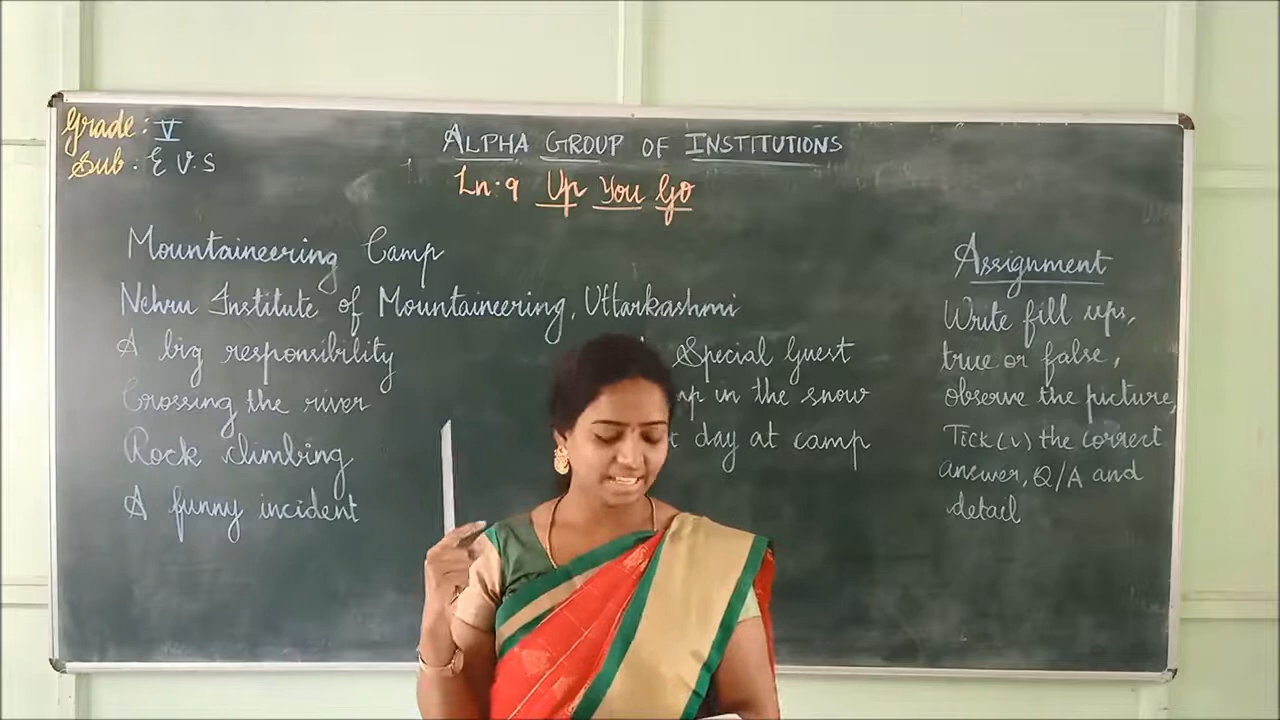 Grade: V
Sub: E V S
ALPHA GROUP OF INSTITUTIONS
Ln:9 Up You Go
Mountaineering Camp
Nehru Institute of Mountaineering, Uttarkashmi
A big responsibility
Crossing the river
Rock climbing
A funny incident
Special Guest
in the snow
day at camp
Assignment
Write fill ups,
true or false,
observe the picture,
Tick(✓) the correct
answer, Q/A and
detail